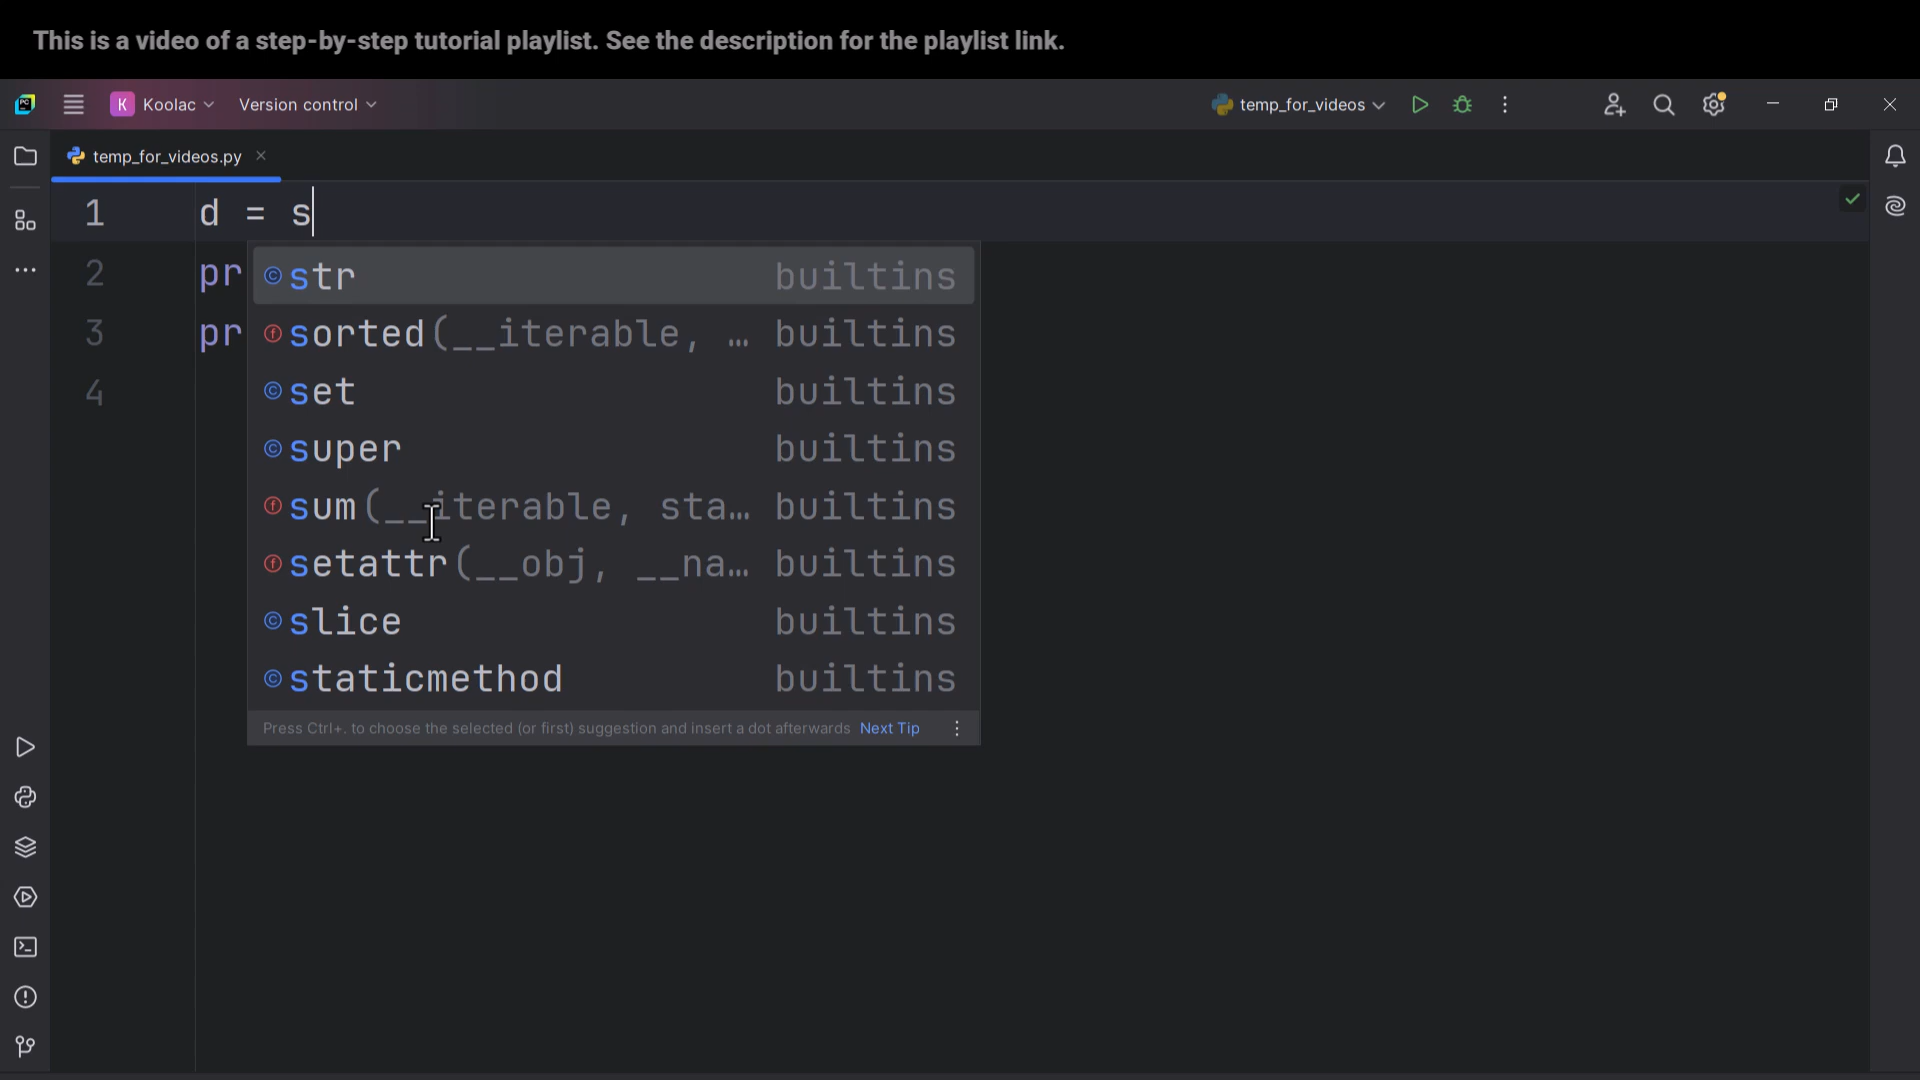 This is a video of a step-by-step tutorial playlist. See the description for the playlist link.
K Koolac Version control temp_for_videos
temp_for_videos.py
1 d = s
2 pr
3 pr
4
str builtins
sorted(__iterable, … builtins
set builtins
super builtins
sum(__iterable, sta… builtins
setattr(__obj, __na… builtins
slice builtins
staticmethod builtins
Press Ctrl+. to choose the selected (or first) suggestion and insert a dot afterwards Next Tip